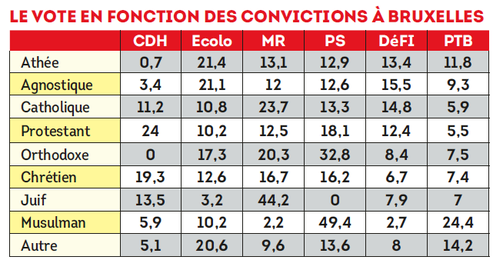 LE VOTE EN FONCTION DES CONVICTIONS À BRUXELLES
CDH Ecolo MR PS DéFI PTB
Athée 0,7 21,4 13,1 12,9 13,4 11,8
Agnostique 3,4 21,1 12 12,6 15,5 9,3
Catholique 11,2 10,8 23,7 13,3 14,8 5,9
Protestant 24 10,2 12,5 18,1 12,4 5,5
Orthodoxe 0 17,3 20,3 32,8 8,4 7,5
Chrétien 19,3 12,6 16,7 16,2 6,7 7,4
Juif 13,5 3,2 44,2 0 7,9 7
Musulman 5,9 10,2 2,2 49,4 2,7 24,4
Autre 5,1 20,6 9,6 13,6 8 14,2